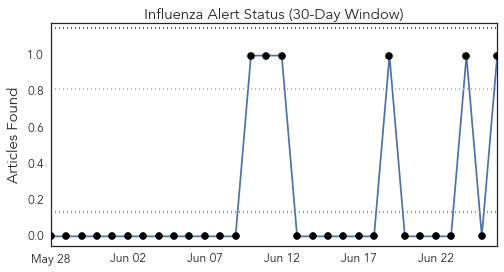 Influenza Alert Status (30-Day Window)
Articles Found
1.0
0.8
0.6
0.4
0.2
0.0
May 28
Jun 02
Jun 07
Jun 12
Jun 17
Jun 22